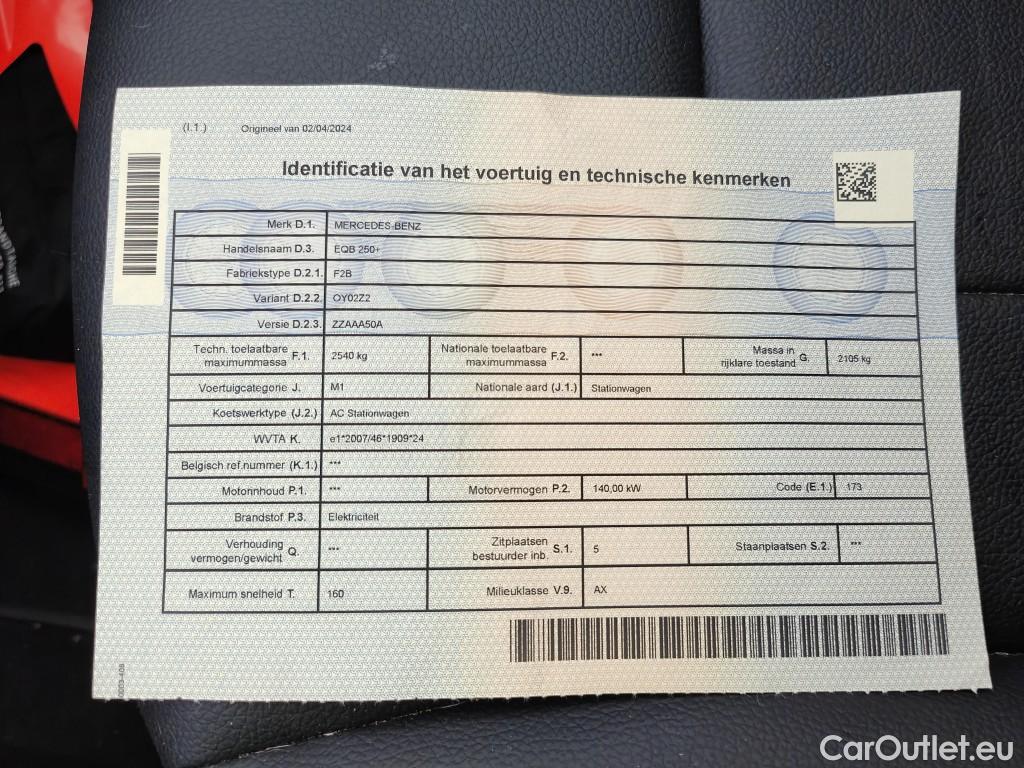 (I.1.) Origineel van 02/04/2024
Identificatie van het voertuig en technische kenmerken
Merk D.1. MERCEDES-BENZ
Handelsnaam D.3. EQB 250+
Fabriekstype D.2.1. F2B
Variant D.2.2. OY02Z2
Versie D.2.3. ZZAAA50A
Techn. toelaatbare maximummassa F.1. 2540 kg Nationale toelaatbare maximummassa F.2. *** Massa in rijklare toestand G. 2105 kg
Voertuigcategorie J. M1 Nationale aard (J.1.) Stationwagen
Koetswerktype (J.2.) AC Stationwagen
WVTA K. e1*2007/46*1909*24
Belgisch ref.nummer (K.1.) ***
Motorinhoud P.1. *** Motorvermogen P.2. 140,00 kW Code (E.1.) 173
Brandstof P.3. Elektriciteit
Verhouding vermogen/gewicht Q. *** Zitplaatsen bestuurder inb. S.1. 5 Staanplaatsen S.2. ***
Maximum snelheid T. 160 Milieuklasse V.9. AX
CarOutlet.eu